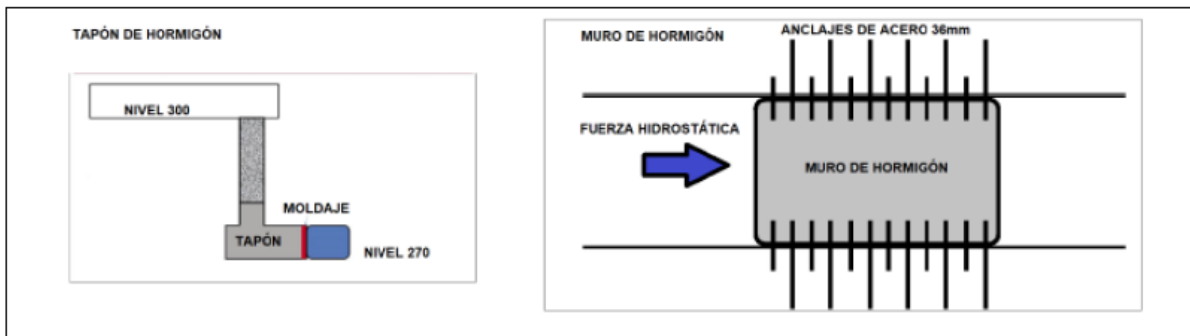 TAPÓN DE HORMIGÓN
NIVEL 300
MOLDAJE
TAPÓN
NIVEL 270
MURO DE HORMIGÓN
ANCLAJES DE ACERO 36mm
FUERZA HIDROSTÁTICA
MURO DE HORMIGÓN